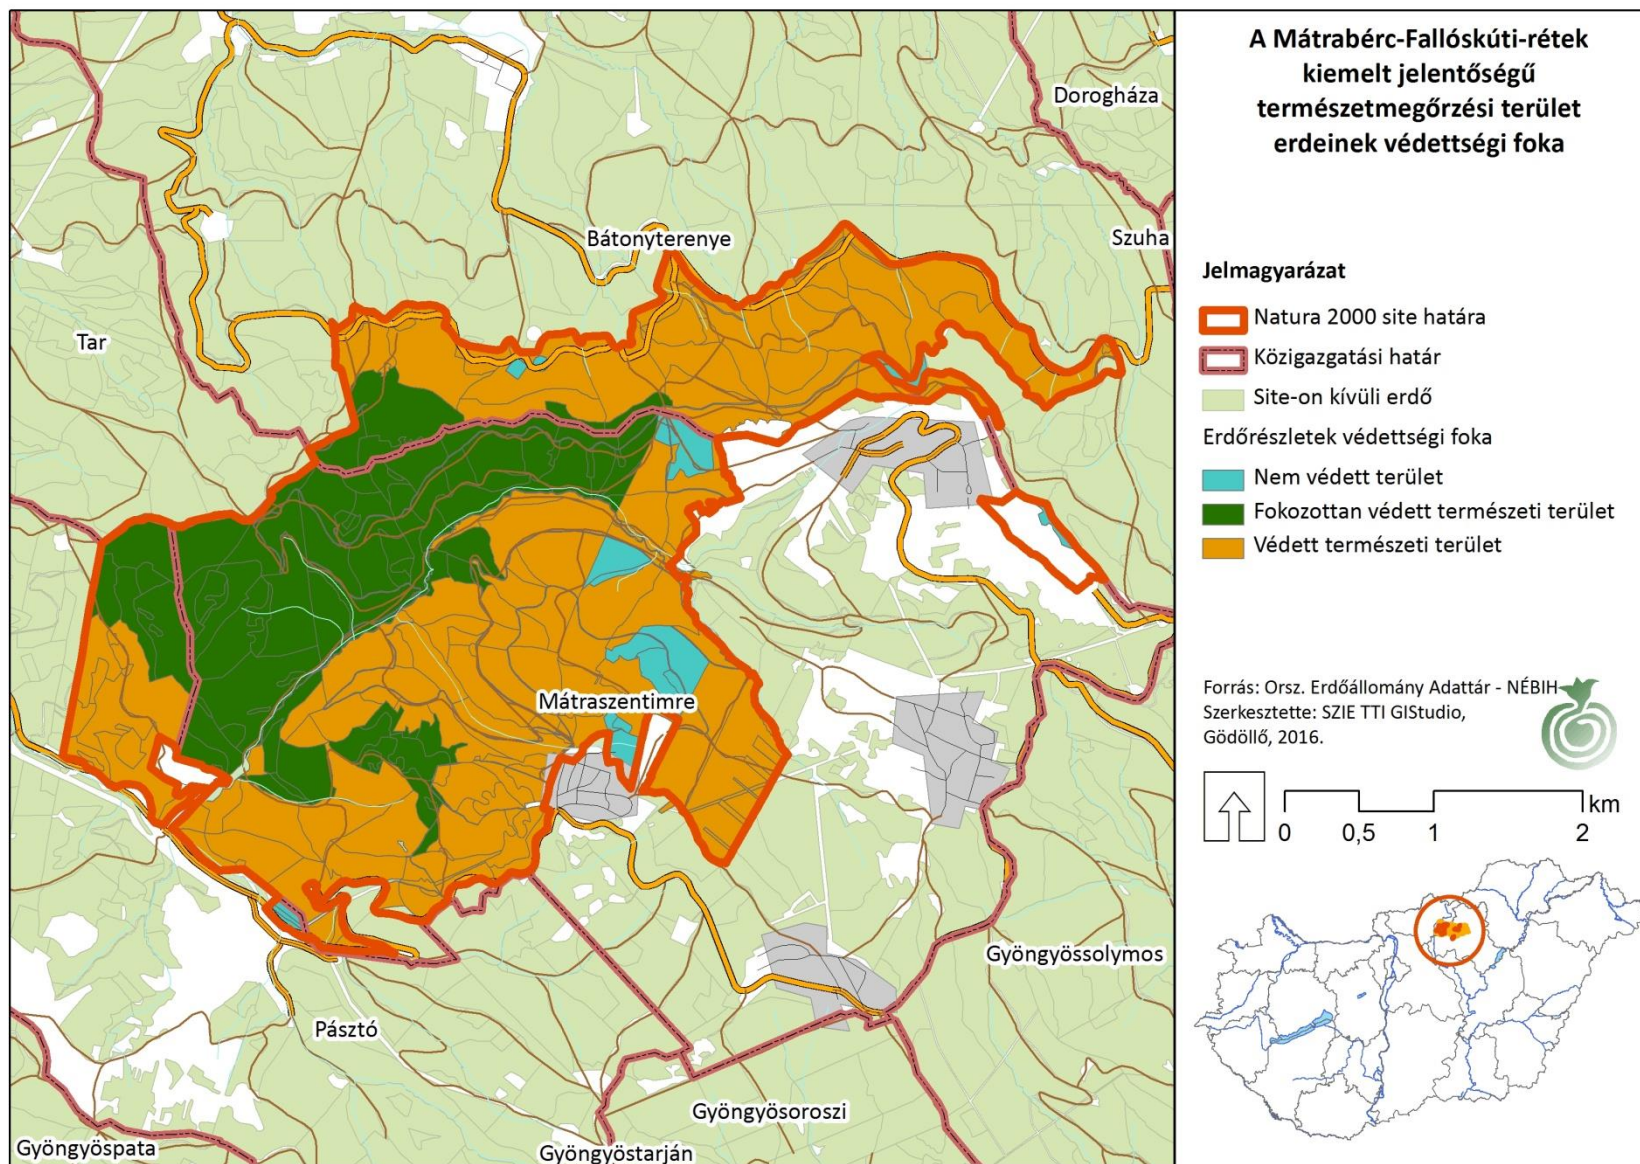 A Mátrabérc-Fallóskúti-rétek
kiemelt jelentőségű
természetmegőrzési terület
erdeinek védettségi foka
Dorogháza
Bátonyterenye
Szuha
Tar
Mátraszentimre
Gyöngyössolymos
Pásztó
Gyöngyösoroszi
Gyöngyöspata
Gyöngyöstarján
Jelmagyarázat
Natura 2000 site határa
Közigazgatási határ
Site-on kívüli erdő
Erdőrészletek védettségi foka
Nem védett terület
Fokozottan védett természeti terület
Védett természeti terület
Forrás: Orsz. Erdőállomány Adattár - NÉBIH
Szerkesztette: SZIE TTI GIStudio,
Gödöllő, 2016.
km
0 0,5 1 2